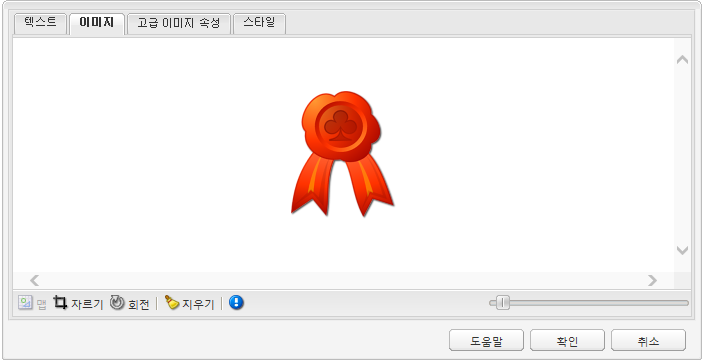 텍스트 이미지 고급 이미지 속성 스타일
맵 자르기 회전 지우기
도움말 확인 취소